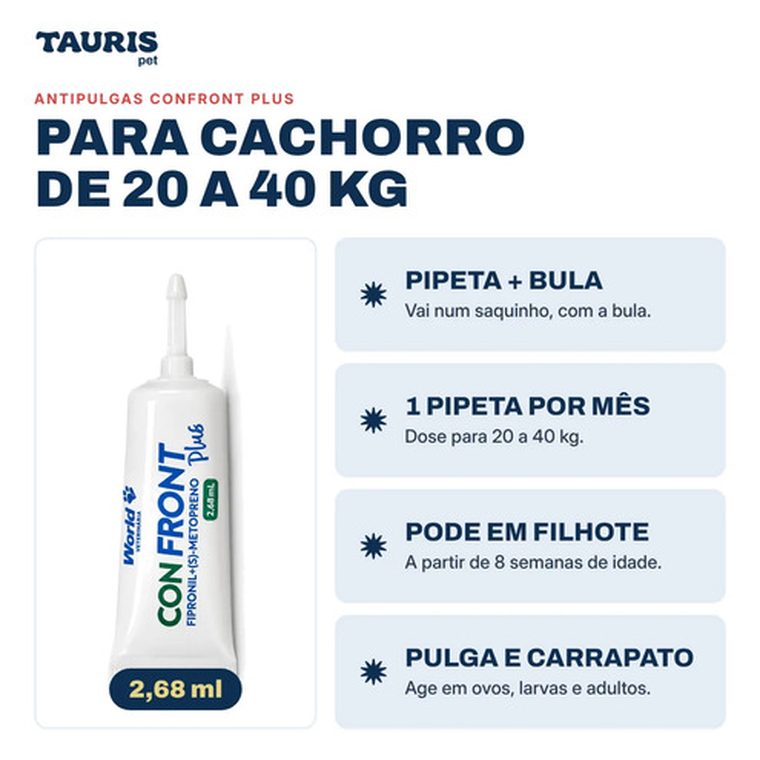 TAURIS
pet
ANTIPULGAS CONFRONT PLUS
PARA CACHORRO
DE 20 A 40 KG
World
VETERINÁRIA
CONFRONT
Plus
FIPRONIL+(S)-METOPRENO
2,68 mL
2,68 ml
PIPETA + BULA
Vai num saquinho, com a bula.
1 PIPETA POR MÊS
Dose para 20 a 40 kg.
PODE EM FILHOTE
A partir de 8 semanas de idade.
PULGA E CARRAPATO
Age em ovos, larvas e adultos.